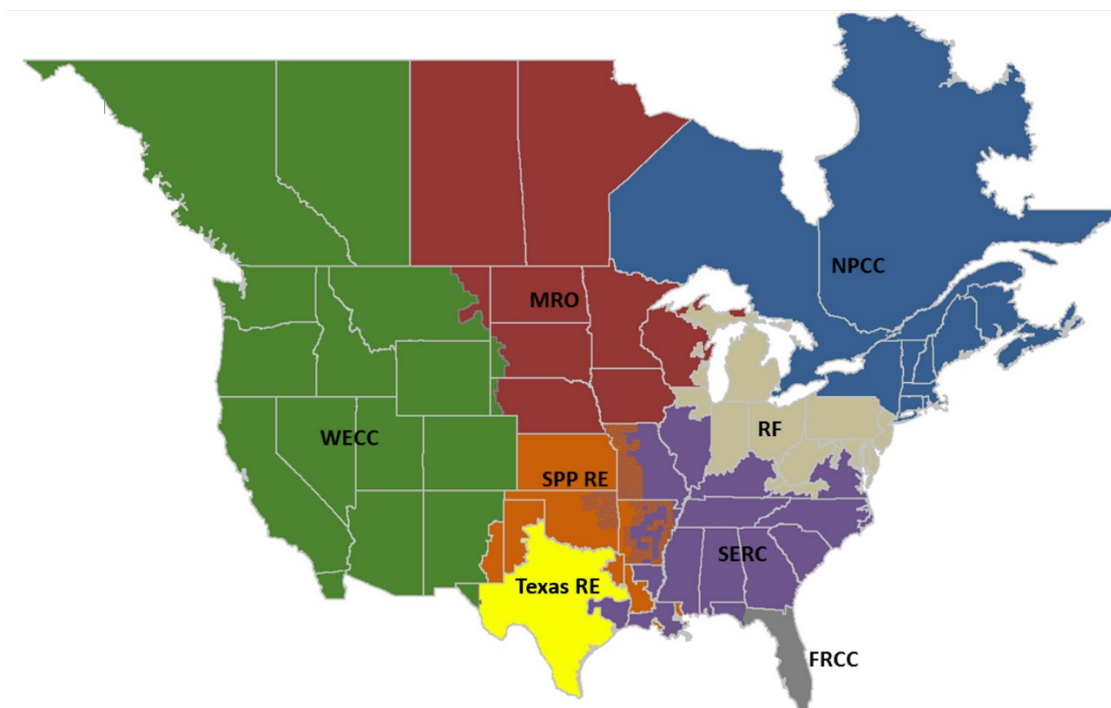 NPCC
MRO
WECC
RF
SPP RE
SERC
Texas RE
FRCC